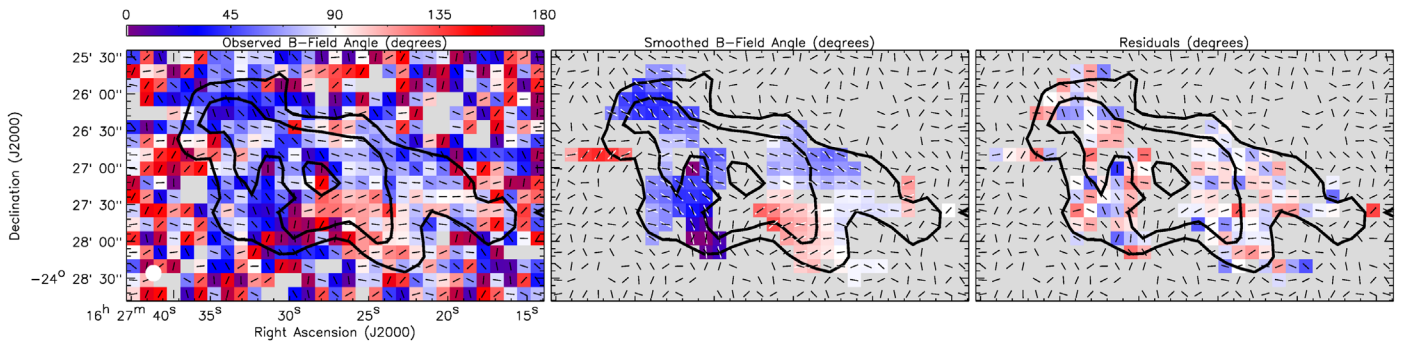 0 45 90 135 180
Observed B-Field Angle (degrees) Smoothed B-Field Angle (degrees) Residuals (degrees)
25' 30"
26' 00"
26' 30"
27' 00"
27' 30"
28' 00"
-24° 28' 30"
Declination (J2000)
16h 27m 40s 35s 30s 25s 20s 15s
Right Ascension (J2000)